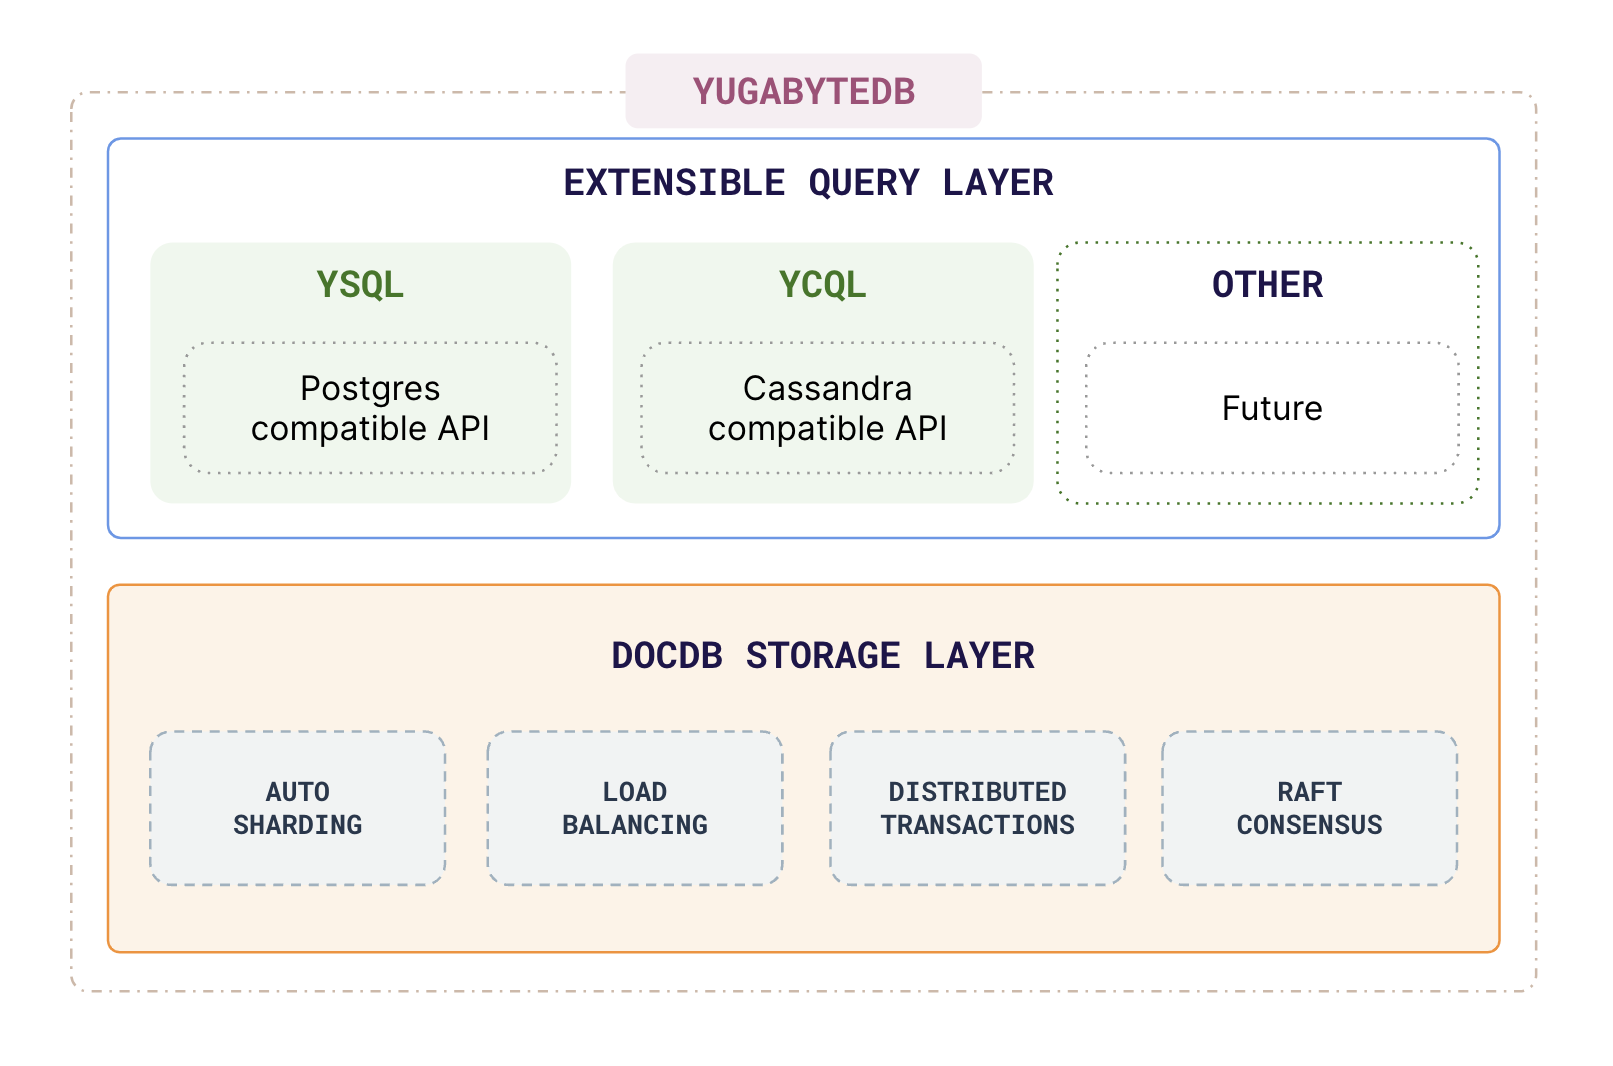 YUGABYTEDB
EXTENSIBLE QUERY LAYER
YSQL
Postgres
compatible API
YCQL
Cassandra
compatible API
OTHER
Future
DOCDB STORAGE LAYER
AUTO
SHARDING
LOAD
BALANCING
DISTRIBUTED
TRANSACTIONS
RAFT
CONSENSUS